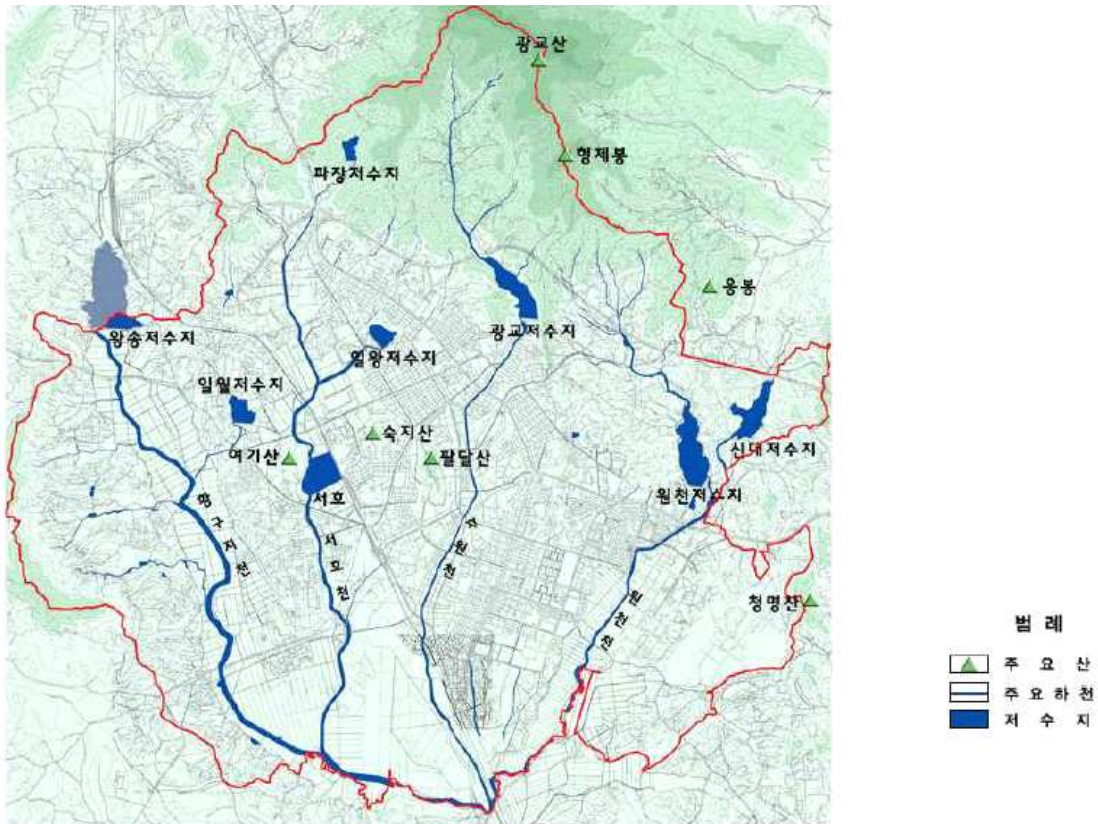 광교산
형제봉
파장저수지
응봉
왕송저수지
일왕저수지
광교저수지
일월저수지
숙지산
신대저수지
여기산
팔달산
서호
원천저수지
황구지천
서호천
수원천
원천천
청명산
범 례
주 요 산
주 요 하 천
저 수 지